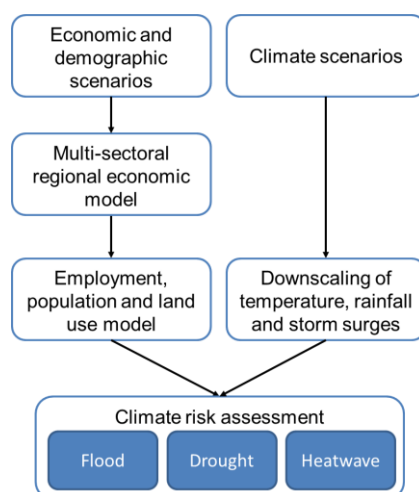 Economic and
demographic
scenarios
Climate scenarios
Multi-sectoral
regional economic
model
Employment,
population and land
use model
Downscaling of
temperature, rainfall
and storm surges
Climate risk assessment
Flood
Drought
Heatwave